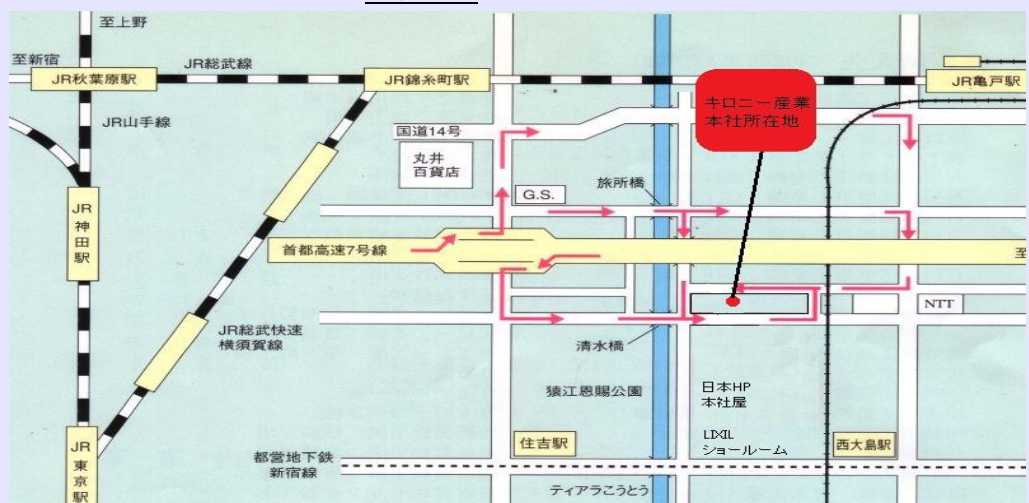 至上野
至新宿
JR秋葉原駅
JR総武線
JR錦糸町駅
JR亀戸駅
キロニー産業
本社所在地
JR山手線
国道14号
丸井
百貨店
旅所橋
G.S.
JR
神
田
駅
首都高速7号線
至
NTT
JR総武快速
横須賀線
清水橋
猿江恩賜公園
日本HP
本社屋
LIXIL
ショールーム
JR
東
京
駅
住吉駅
西大島駅
都営地下鉄
新宿線
ティアラこうとう